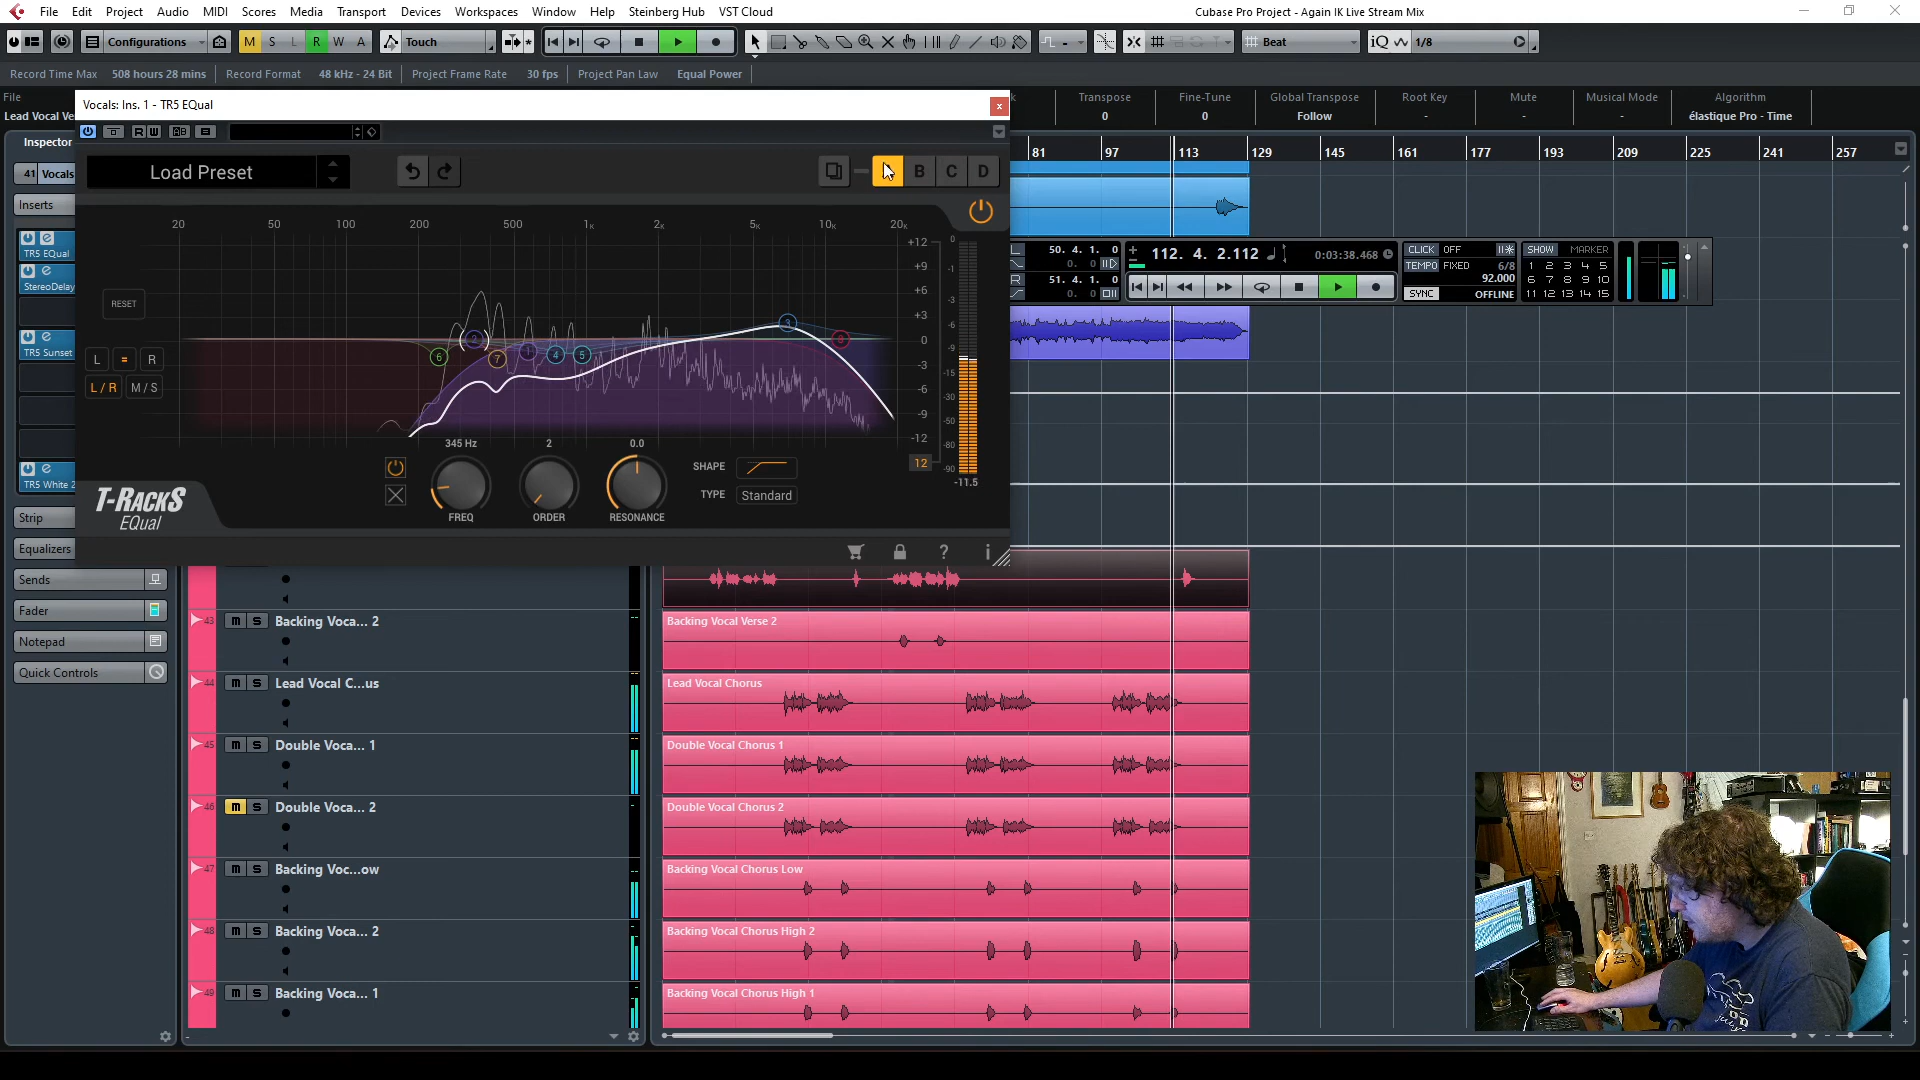 File Edit Project Audio MIDI Scores Media Transport Devices Workspaces Window Help Steinberg Hub VST Cloud
Cubase Pro Project - Again IK Live Stream Mix
Configurations M S L R W A Touch Beat iQ 1/8
Record Time Max 508 hours 28 mins Record Format 48 kHz - 24 Bit Project Frame Rate 30 fps Project Pan Law Equal Power
File
Lead Vocal Ve
Transpose Fine-Tune Global Transpose Root Key Mute Musical Mode Algorithm
0 0 Follow - - - élastique Pro - Time
Vocals: Ins. 1 - TR5 EQual
Inspector
81 97 113 129 145 161 177 193 209 225 241 257
41 Vocals
Inserts
TR5 EQual
StereoDelay
TR5 Sunset
TR5 White 2
Strip
Equalizers
Sends
Fader
Notepad
Quick Controls
Load Preset
B C D
20 50 100 200 500 1K 2K 5K 10K 20K
+12
+9
+6
+3
0
-3
-6
-9
-12
12
0
-1
-3
-6
-9
-15
-30
-50
-80
-90
-11.5
RESET
L = R
L / R M / S
6 2 7 1 4 5 3
345 Hz 2 0.0
SHAPE
TYPE Standard
FREQ ORDER RESONANCE
T-RackS
EQual
? i
L 50. 4. 1. 0
0. 0
R 51. 4. 1. 0
0. 0
112. 4. 2.112 0:03:38.468
CLICK OFF
TEMPO FIXED 6/8
92.000
SYNC OFFLINE
SHOW MARKER
1 2 3 4 5
6 7 8 9 10
11 12 13 14 15
43 m s Backing Voca... 2
Backing Vocal Verse 2
44 m s Lead Vocal C...us
Lead Vocal Chorus
45 m s Double Voca... 1
Double Vocal Chorus 1
46 m s Double Voca... 2
Double Vocal Chorus 2
47 m s Backing Voc...ow
Backing Vocal Chorus Low
48 m s Backing Voca... 2
Backing Vocal Chorus High 2
49 m s Backing Voca... 1
Backing Vocal Chorus High 1